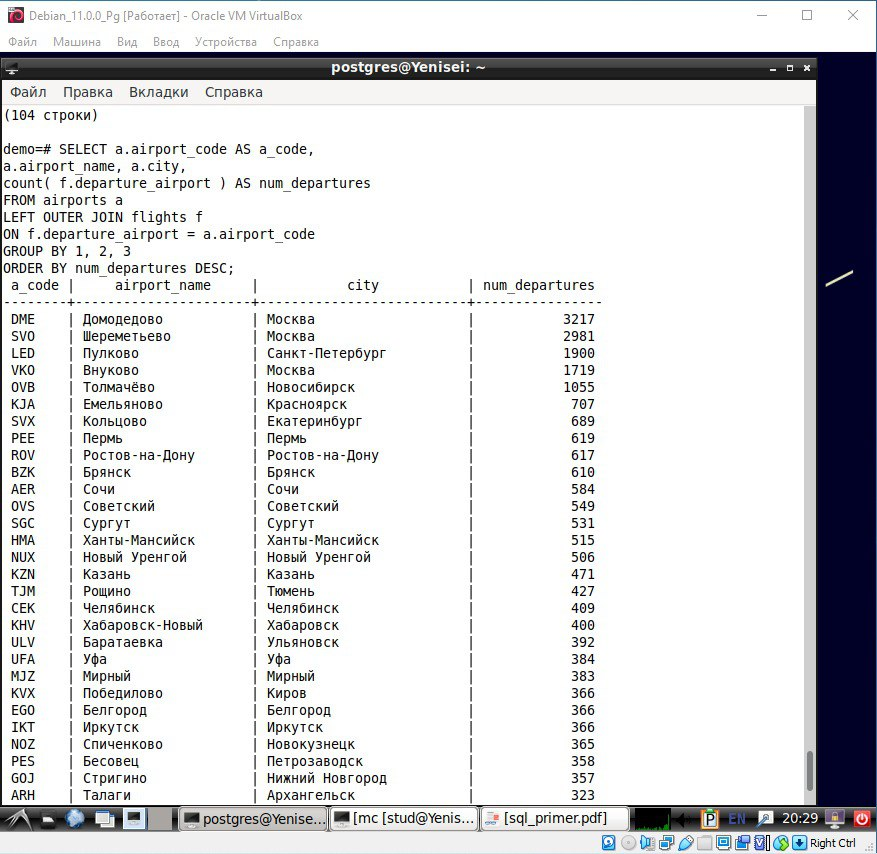 Debian_11.0.0_Pg [Работает] - Oracle VM VirtualBox
Файл Машина Вид Ввод Устройства Справка
postgres@Yenisei: ~
Файл Правка Вкладки Справка
(104 строки)
demo=# SELECT a.airport_code AS a_code,
a.airport_name, a.city,
count( f.departure_airport ) AS num_departures
FROM airports a
LEFT OUTER JOIN flights f
ON f.departure_airport = a.airport_code
GROUP BY 1, 2, 3
ORDER BY num_departures DESC;
a_code | airport_name | city | num_departures
--------+----------------------+--------------------------+----------------
DME | Домодедово | Москва | 3217
SVO | Шереметьево | Москва | 2981
LED | Пулково | Санкт-Петербург | 1900
VKO | Внуково | Москва | 1719
OVB | Толмачёво | Новосибирск | 1055
KJA | Емельяново | Красноярск | 707
SVX | Кольцово | Екатеринбург | 689
PEE | Пермь | Пермь | 619
ROV | Ростов-на-Дону | Ростов-на-Дону | 617
BZK | Брянск | Брянск | 610
AER | Сочи | Сочи | 584
OVS | Советский | Советский | 549
SGC | Сургут | Сургут | 531
HMA | Ханты-Мансийск | Ханты-Мансийск | 515
NUX | Новый Уренгой | Новый Уренгой | 506
KZN | Казань | Казань | 471
TJM | Рощино | Тюмень | 427
CEK | Челябинск | Челябинск | 409
KHV | Хабаровск-Новый | Хабаровск | 400
ULV | Баратаевка | Ульяновск | 392
UFA | Уфа | Уфа | 384
MJZ | Мирный | Мирный | 383
KVX | Победилово | Киров | 366
EGO | Белгород | Белгород | 366
IKT | Иркутск | Иркутск | 366
NOZ | Спиченково | Новокузнецк | 365
PES | Бесовец | Петрозаводск | 358
GOJ | Стригино | Нижний Новгород | 357
ARH | Талаги | Архангельск | 323
postgres@Yenise... [mc [stud@Yenis... [sql_primer.pdf] P EN 20:29
Right Ctrl